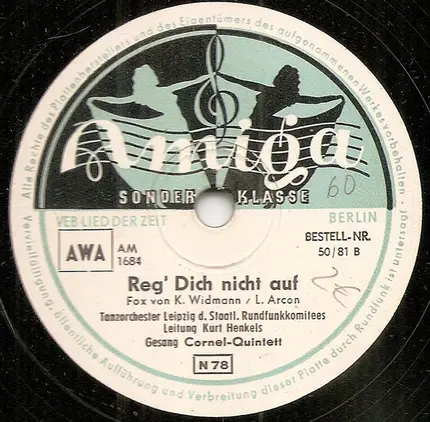 Alle Rechte des Plattenherstellers und des Eigentümers des aufgenommenen Werkes vorbehalten
Amiga
SONDER KLASSE
60
VEB LIED DER ZEIT
BERLIN
AWA
AM
1684
BESTELL-NR.
50/81 B
Reg' Dich nicht auf
Fox von K. Widmann / L. Arcon
Tanzorchester Leipzig d. Staatl. Rundfunkkomitees
Leitung Kurt Henkels
Gesang Cornel-Quintett
N 78
Vervielfältigung, öffentliche Aufführung und Verbreitung dieser Platte durch Rundfunk ist untersagt